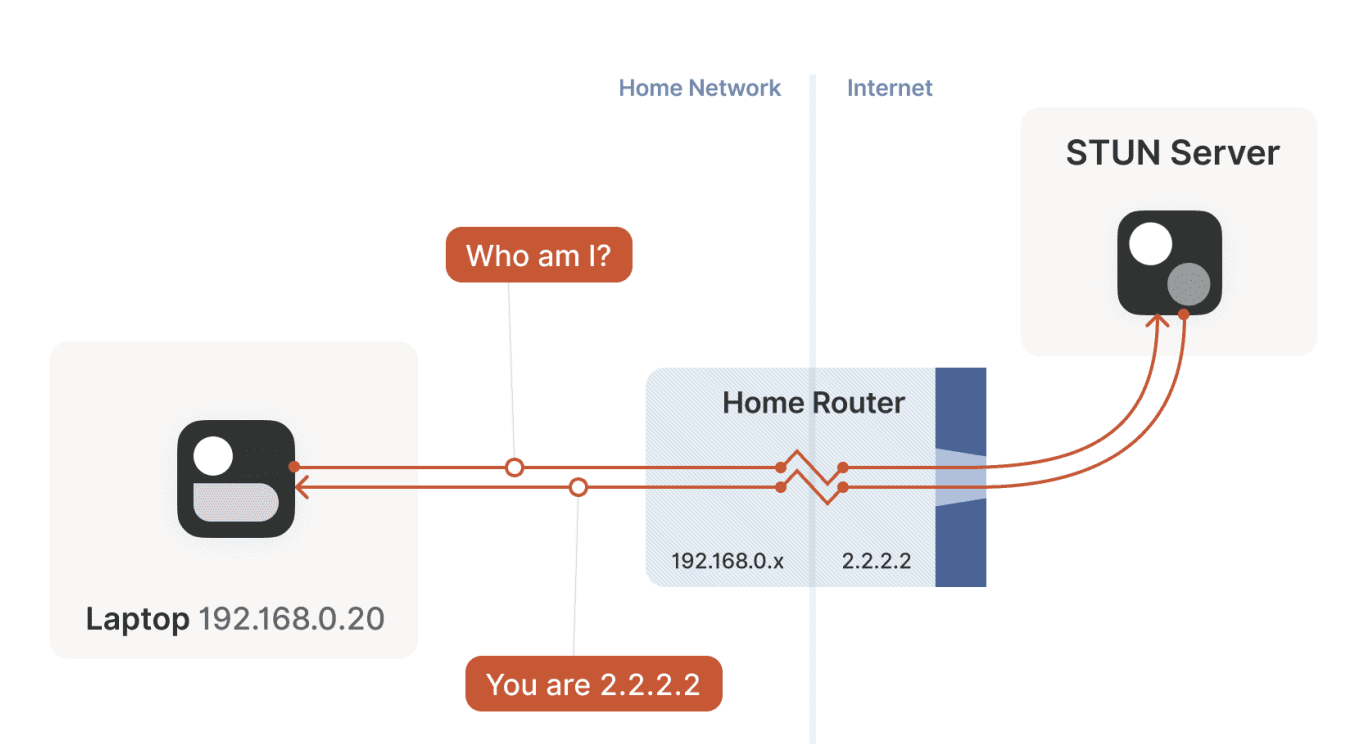 Home Network
Internet
STUN Server
Who am I?
Home Router
192.168.0.x
2.2.2.2
Laptop 192.168.0.20
You are 2.2.2.2